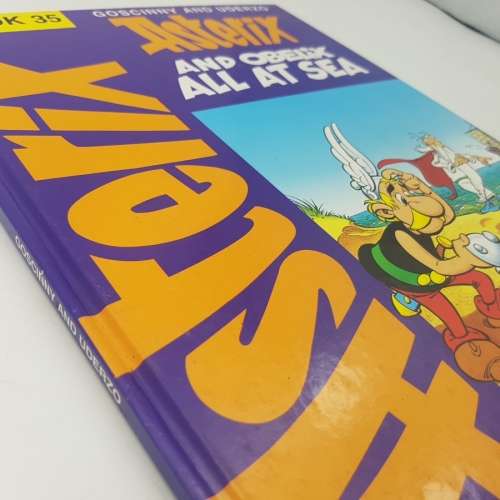 OK 35
GOSCINNY AND UDERZO
Asterix
AND OBELIX
ALL AT SEA
Asterix
GOSCINNY AND UDERZO